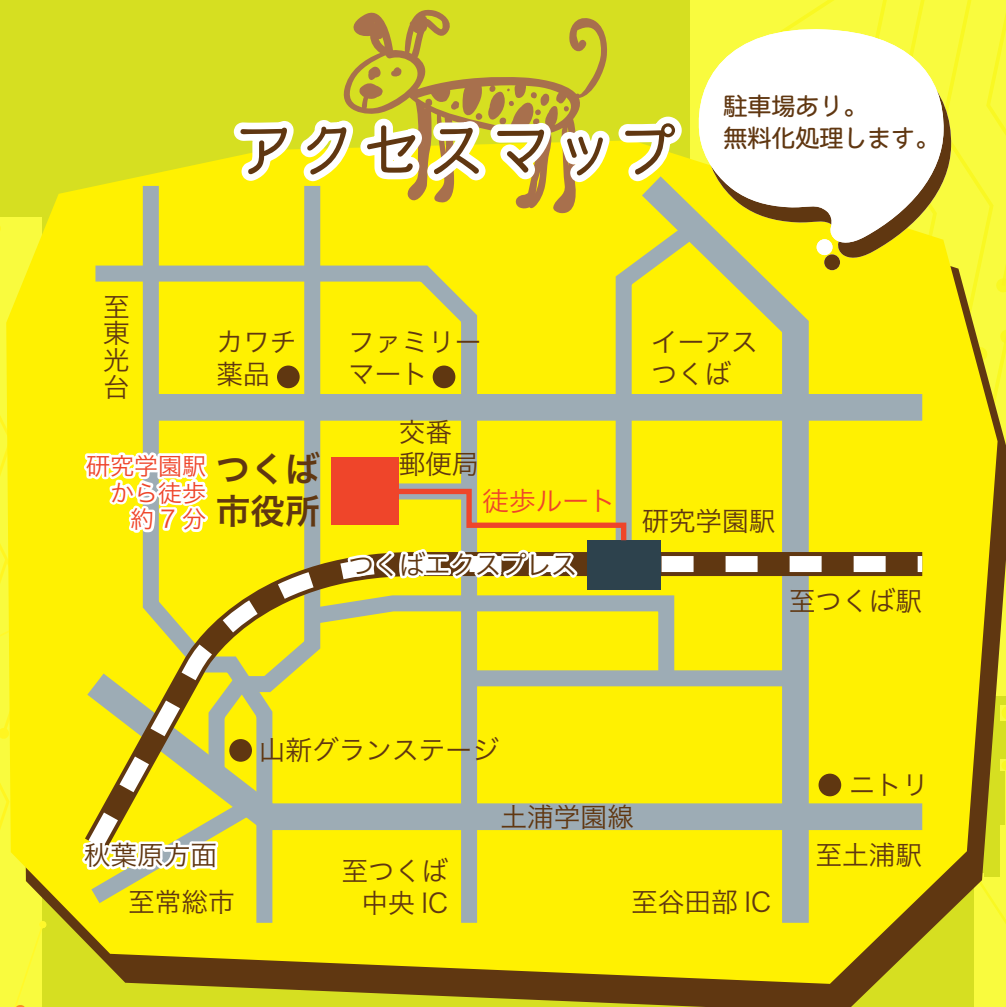 アクセスマップ
駐車場あり。
無料化処理します。
至東光台
カワチ
薬品
ファミリー
マート
イーアス
つくば
交番
郵便局
研究学園駅
から徒歩
約７分
つくば
市役所
徒歩ルート
研究学園駅
つくばエクスプレス
至つくば駅
山新グランステージ
ニトリ
土浦学園線
秋葉原方面
至常総市
至つくば
中央 IC
至谷田部 IC
至土浦駅